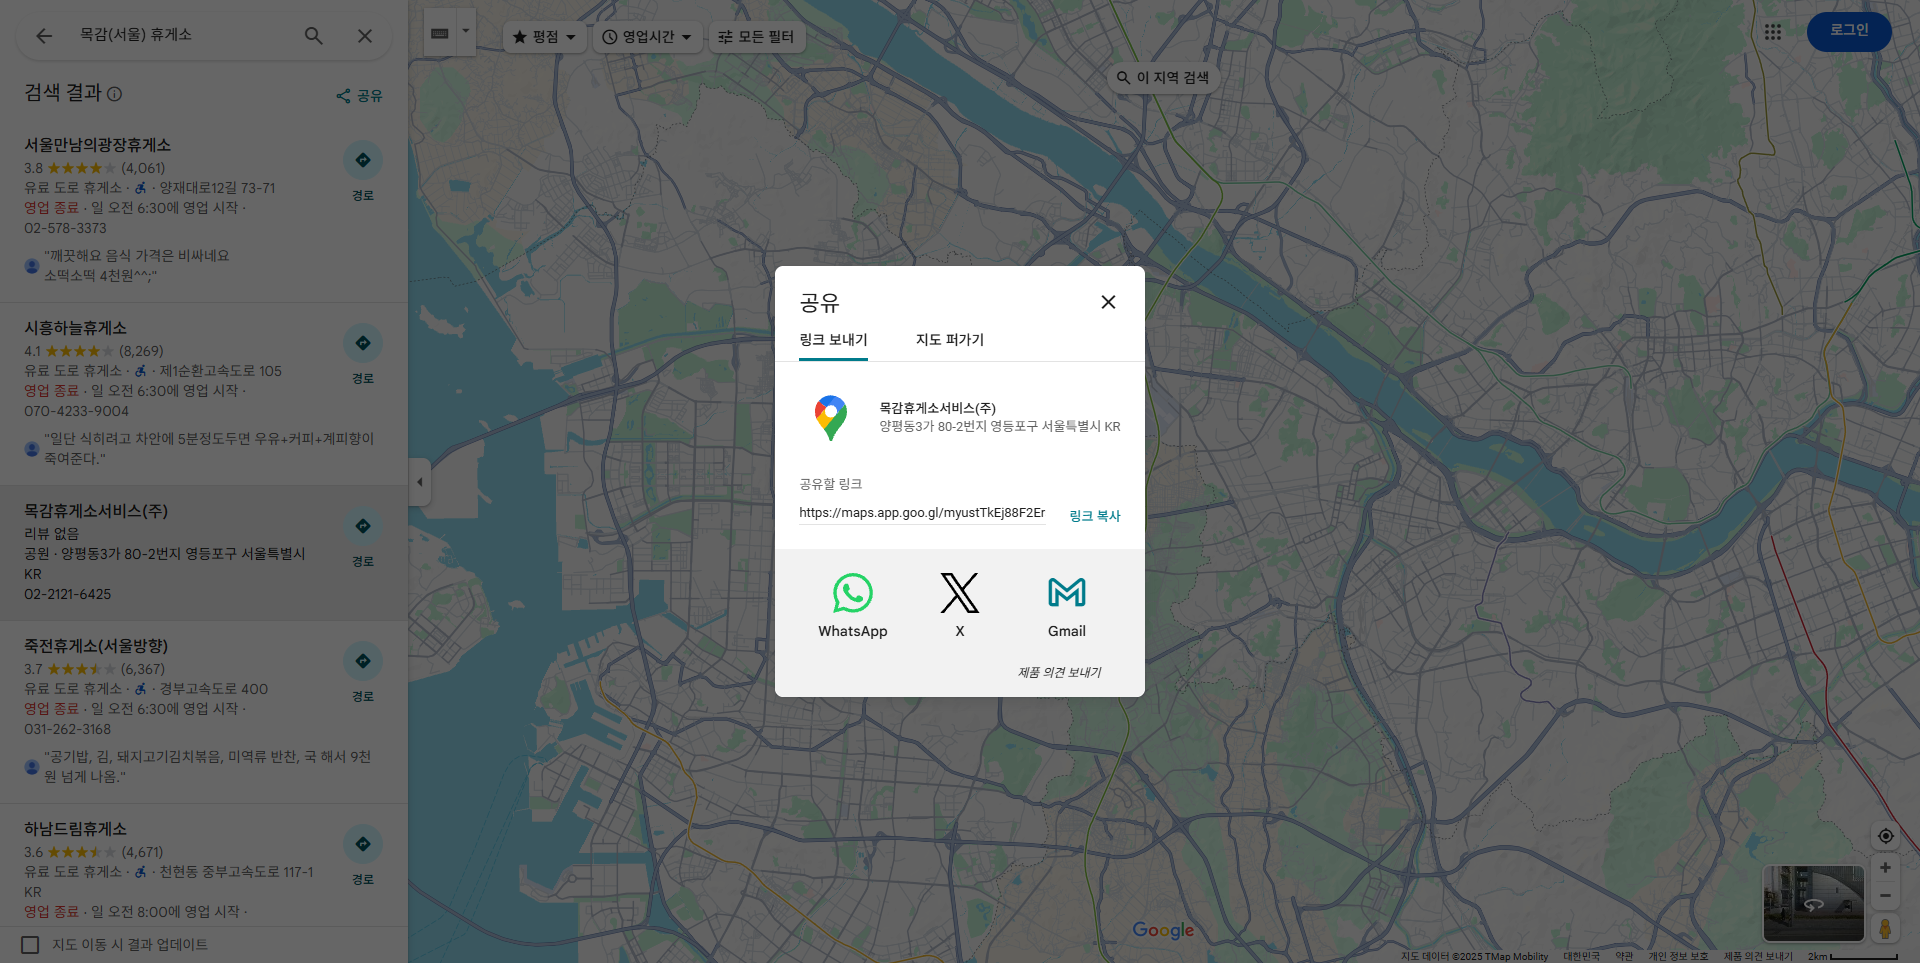 목감(서울) 휴게소
검색 결과
공유
서울만남의광장휴게소
3.8 (4,061)
유료 도로 휴게소 · 양재대로12길 73-71
영업 종료 · 일 오전 6:30에 영업 시작 ·
02-578-3373
경로
"깨끗해요 음식 가격은 비싸네요
소떡소떡 4천원^^;"
시흥하늘휴게소
4.1 (8,269)
유료 도로 휴게소 · 제1순환고속도로 105
영업 종료 · 일 오전 6:30에 영업 시작 ·
070-4233-9004
경로
"일단 식히려고 차안에 5분정도두면 우유+커피+계피향이
죽여준다."
목감휴게소서비스(주)
리뷰 없음
공원 · 양평동3가 80-2번지 영등포구 서울특별시
KR
02-2121-6425
경로
죽전휴게소(서울방향)
3.7 (6,367)
유료 도로 휴게소 · 경부고속도로 400
영업 종료 · 일 오전 6:30에 영업 시작 ·
031-262-3168
경로
"공기밥, 김, 돼지고기김치볶음, 미역류 반찬, 국 해서 9천
원 넘게 나옴."
하남드림휴게소
3.6 (4,671)
유료 도로 휴게소 · 천현동 중부고속도로 117-1
KR
영업 종료 · 일 오전 8:00에 영업 시작 ·
경로
지도 이동 시 결과 업데이트
평점
영업시간
모든 필터
이 지역 검색
로그인
공유
링크 보내기
지도 퍼가기
목감휴게소서비스(주)
양평동3가 80-2번지 영등포구 서울특별시 KR
공유할 링크
https://maps.app.goo.gl/myustTkEj88F2Er
링크 복사
WhatsApp
X
Gmail
제품 의견 보내기
Google
지도 데이터 ©2025 TMap Mobility 대한민국 약관 개인 정보 보호 제품 의견 보내기 2km